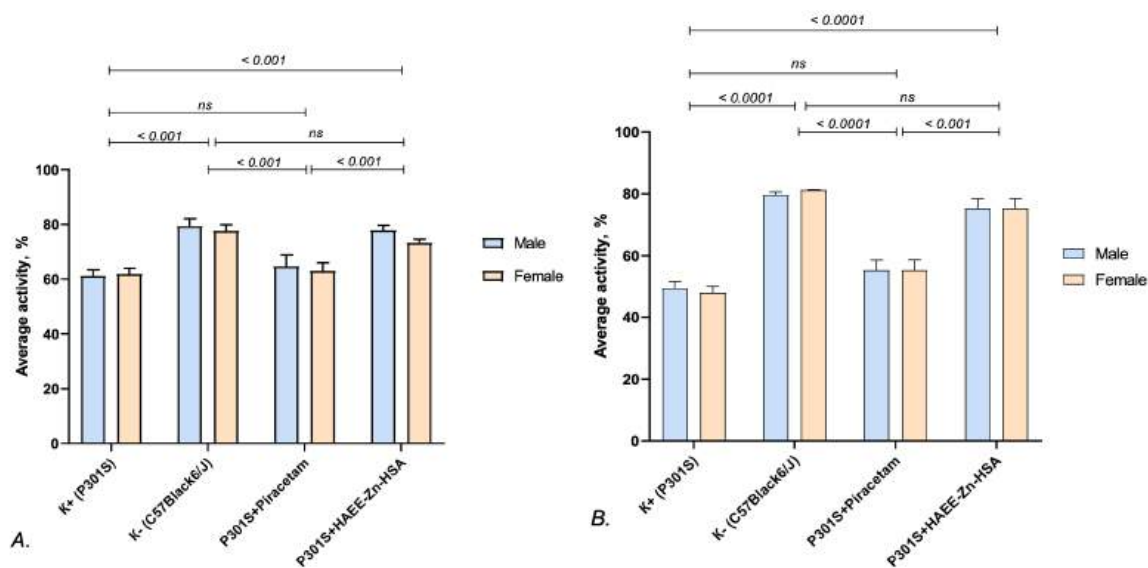 < 0.001
ns
< 0.001
ns
< 0.001
< 0.001
100
80
60
40
20
0
Average activity, %
Male
Female
K+ (P301S)
K- (C57Black6/J)
P301S+Piracetam
P301S+HAEE-Zn-HSA
A.
< 0.0001
ns
< 0.0001
ns
< 0.0001
< 0.001
100
80
60
40
20
0
Average activity, %
Male
Female
K+ (P301S)
K- (C57Black6/J)
P301S+Piracetam
P301S+HAEE-Zn-HSA
B.